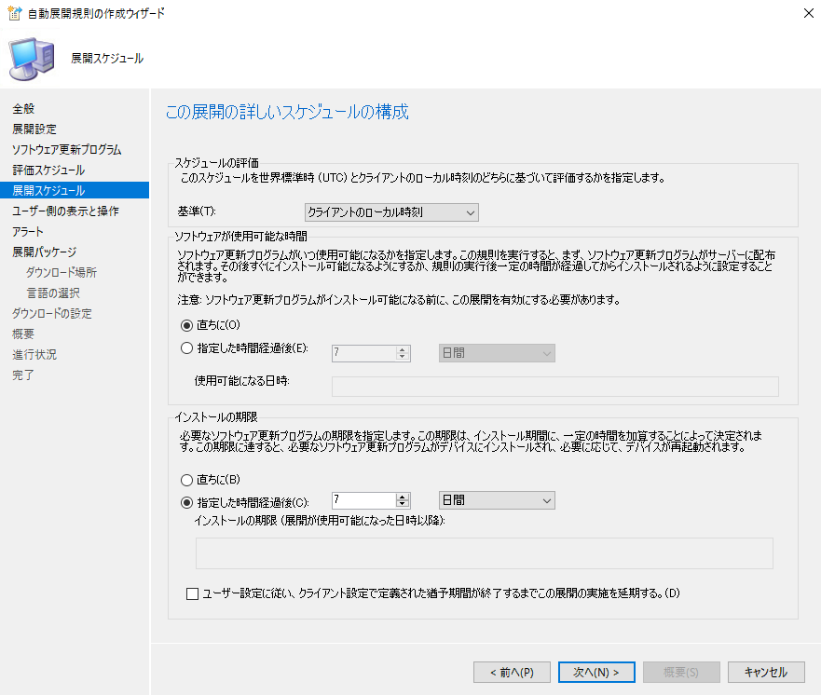 自動展開規則の作成ウィザード
展開スケジュール
全般
展開設定
ソフトウェア更新プログラム
評価スケジュール
展開スケジュール
ユーザー側の表示と操作
アラート
展開パッケージ
ダウンロード場所
言語の選択
ダウンロードの設定
概要
進行状況
完了
この展開の詳しいスケジュールの構成
スケジュールの評価
このスケジュールを世界標準時 (UTC) とクライアントのローカル時刻のどちらに基づいて評価するかを指定します。
基準(T):
クライアントのローカル時刻
ソフトウェアが使用可能な時間
ソフトウェア更新プログラムがいつ使用可能になるかを指定します。この規則を実行すると、まず、ソフトウェア更新プログラムがサーバーに配布
されます。その後すぐにインストール可能になるようにするか、規則の実行後一定の時間が経過してからインストールされるように設定すること
ができます。
注意: ソフトウェア更新プログラムがインストール可能になる前に、この展開を有効にする必要があります。
直ちに(O)
指定した時間経過後(E):
7
日間
使用可能になる日時:
インストールの期限
必要なソフトウェア更新プログラムの期限を指定します。この期限は、インストール期間に、一定の時間を加算することによって決定されま
す。この期限に達すると、必要なソフトウェア更新プログラムがデバイスにインストールされ、必要に応じて、デバイスが再起動されます。
直ちに(B)
指定した時間経過後(C):
7
日間
インストールの期限 (展開が使用可能になった日時以降):
ユーザー設定に従い、クライアント設定で定義された猶予期間が終了するまでこの展開の実施を延期する。(D)
< 前へ(P)
次へ(N) >
概要(S)
キャンセル